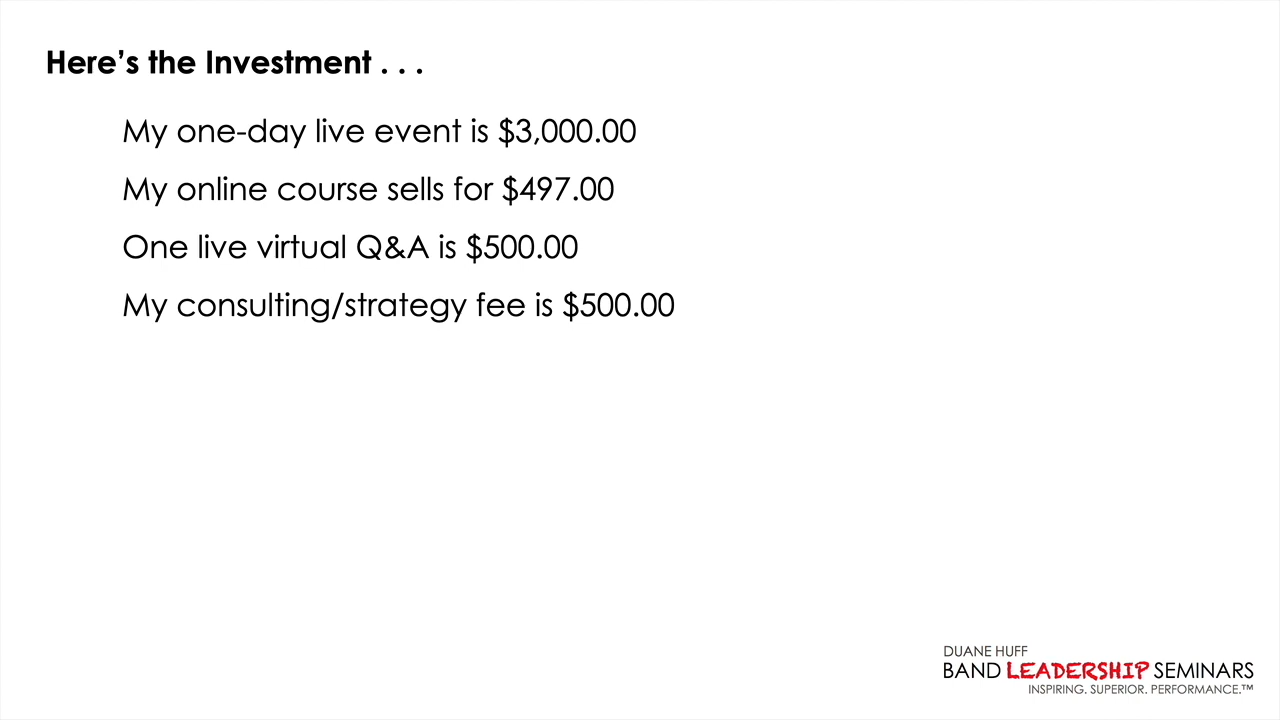 Here’s the Investment . . .
My one-day live event is $3,000.00
My online course sells for $497.00
One live virtual Q&A is $500.00
My consulting/strategy fee is $500.00
DUANE HUFF
BAND LEADERSHIP SEMINARS
INSPIRING. SUPERIOR. PERFORMANCE.™